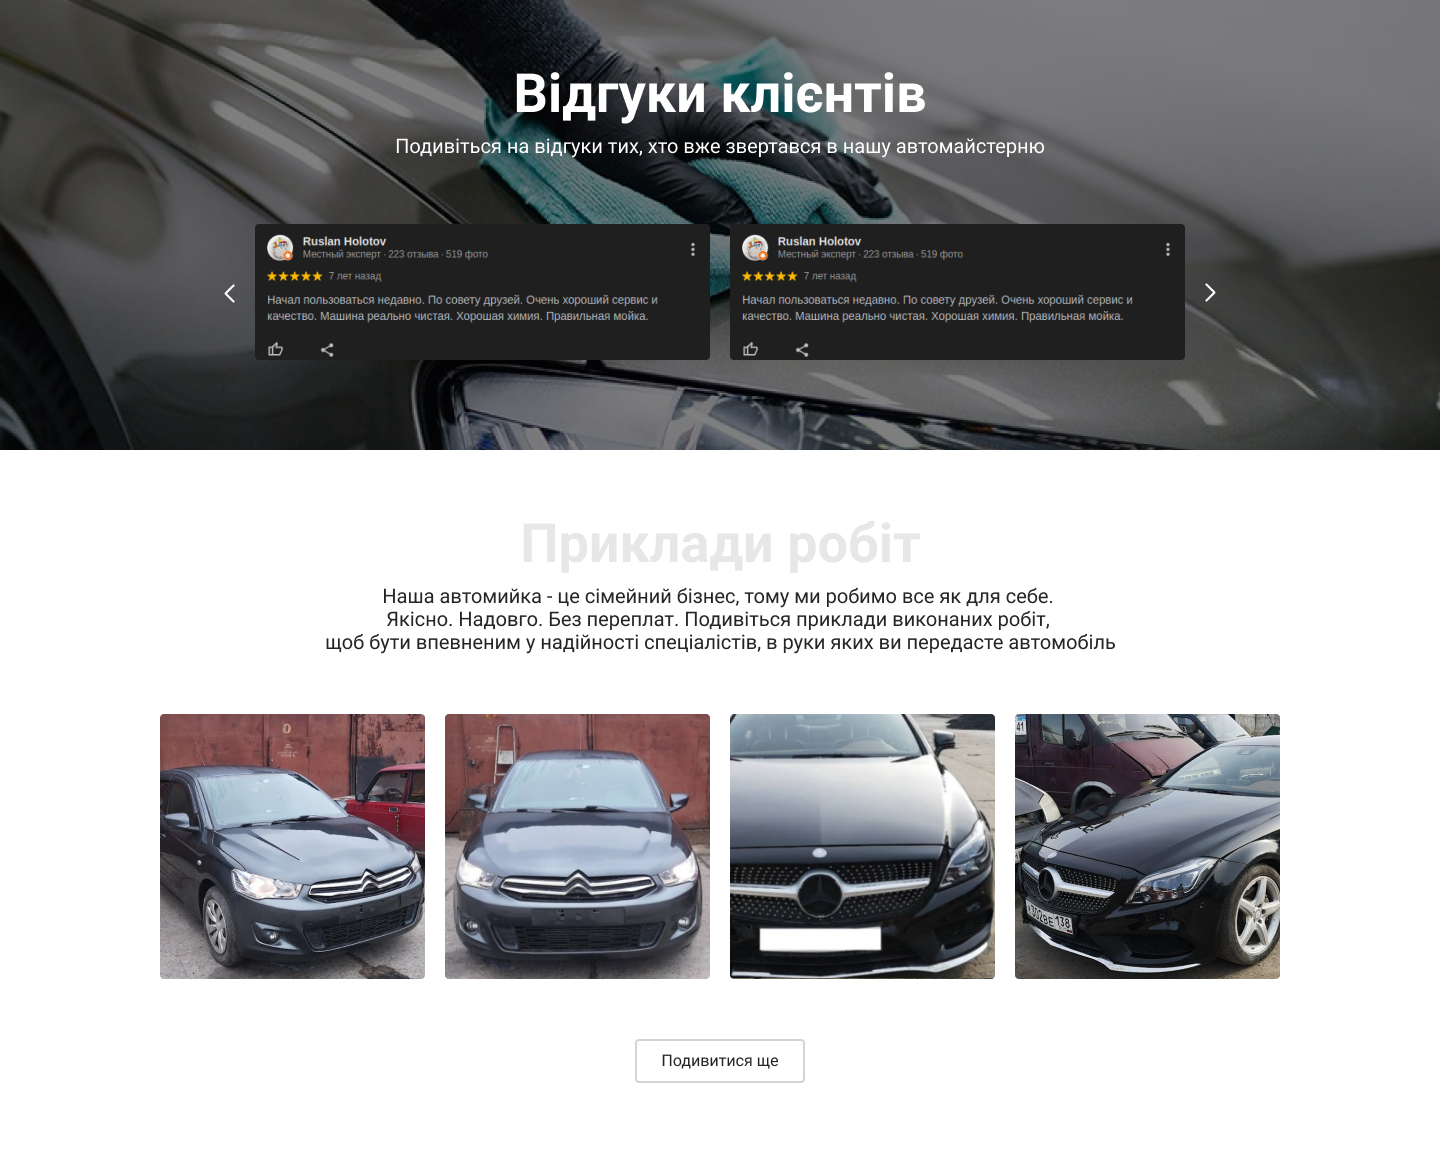 Відгуки клієнтів
Подивіться на відгуки тих, хто вже звертався в нашу автомайстерню
Ruslan Holotov
Местный эксперт · 223 отзыва · 519 фото
7 лет назад
Начал пользоваться недавно. По совету друзей. Очень хороший сервис и
качество. Машина реально чистая. Хорошая химия. Правильная мойка.
Ruslan Holotov
Местный эксперт · 223 отзыва · 519 фото
7 лет назад
Начал пользоваться недавно. По совету друзей. Очень хороший сервис и
качество. Машина реально чистая. Хорошая химия. Правильная мойка.
Приклади робіт
Наша автомийка - це сімейний бізнес, тому ми робимо все як для себе.
Якісно. Надовго. Без переплат. Подивіться приклади виконаних робіт,
щоб бути впевненим у надійності спеціалістів, в руки яких ви передасте автомобіль
41
302ВЕ 138
Подивитися ще